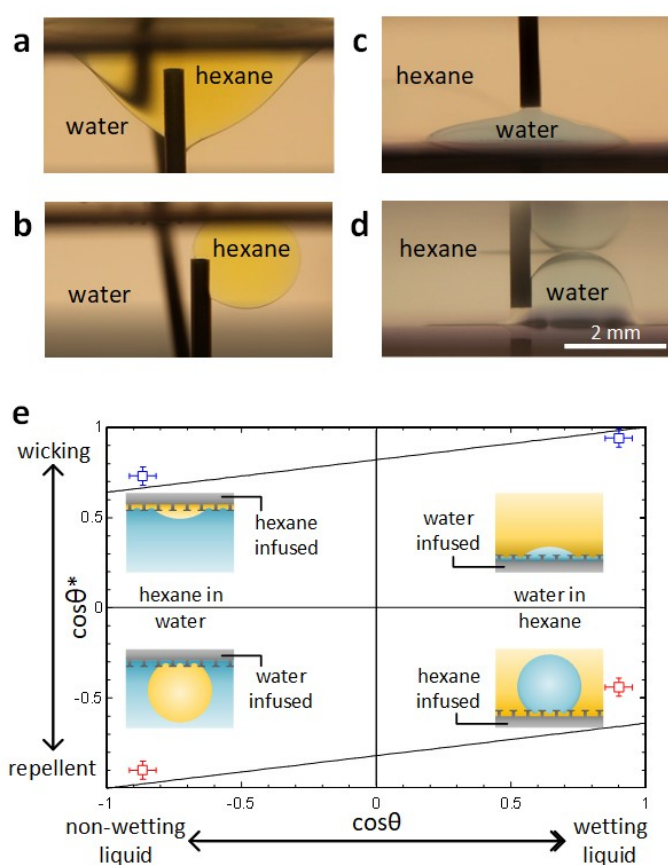 a
hexane
water
b
hexane
water
c
hexane
water
d
hexane
water
2 mm
e
wicking
repellent
cosθ*
1
0.5
0
-0.5
-1
-0.5
0
0.5
1
hexane
infused
water
infused
hexane in
water
water in
hexane
water
infused
hexane
infused
non-wetting
liquid
cosθ
wetting
liquid